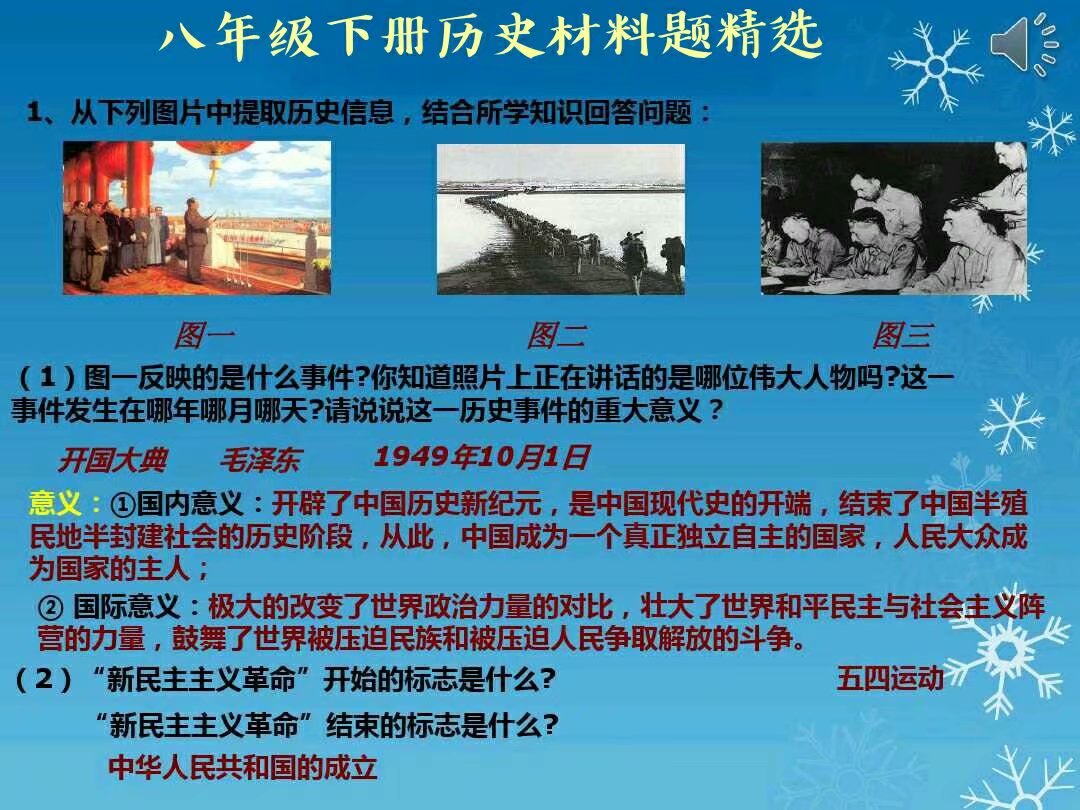 八年级下册历史材料题精选
1、从下列图片中提取历史信息，结合所学知识回答问题：
图一
图二
图三
（1）图一反映的是什么事件?你知道照片上正在讲话的是哪位伟大人物吗?这一
事件发生在哪年哪月哪天?请说说这一历史事件的重大意义？
开国大典 毛泽东 1949年10月1日
意义：①国内意义：开辟了中国历史新纪元，是中国现代史的开端，结束了中国半殖
民地半封建社会的历史阶段，从此，中国成为一个真正独立自主的国家，人民大众成
为国家的主人；
② 国际意义：极大的改变了世界政治力量的对比，壮大了世界和平民主与社会主义阵
营的力量，鼓舞了世界被压迫民族和被压迫人民争取解放的斗争。
（2）“新民主主义革命”开始的标志是什么? 五四运动
“新民主主义革命”结束的标志是什么?
中华人民共和国的成立